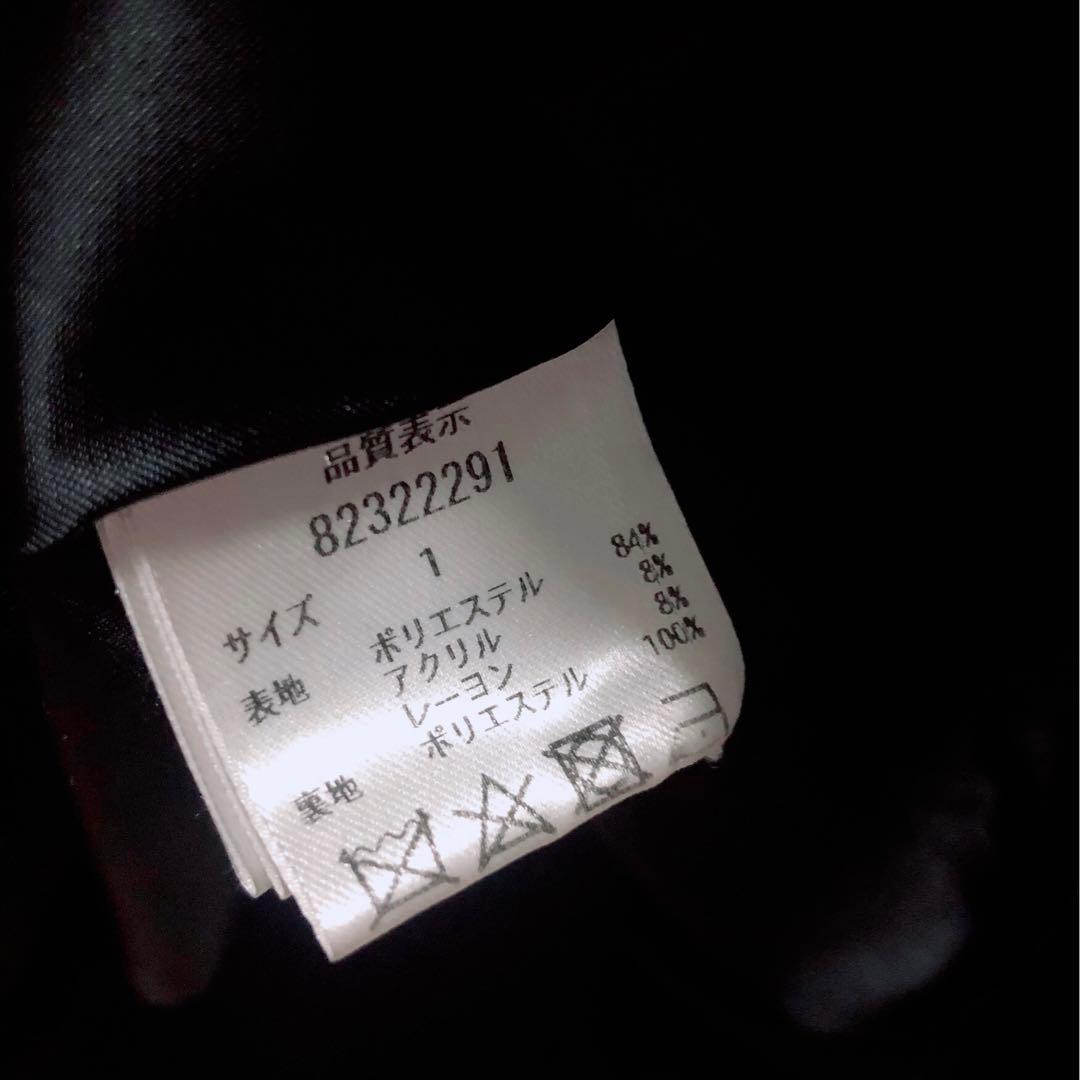 品質表示
82322291
サイズ 1
表地 ポリエステル 84%
アクリル 8%
レーヨン 8%
裏地 ポリエステル 100%